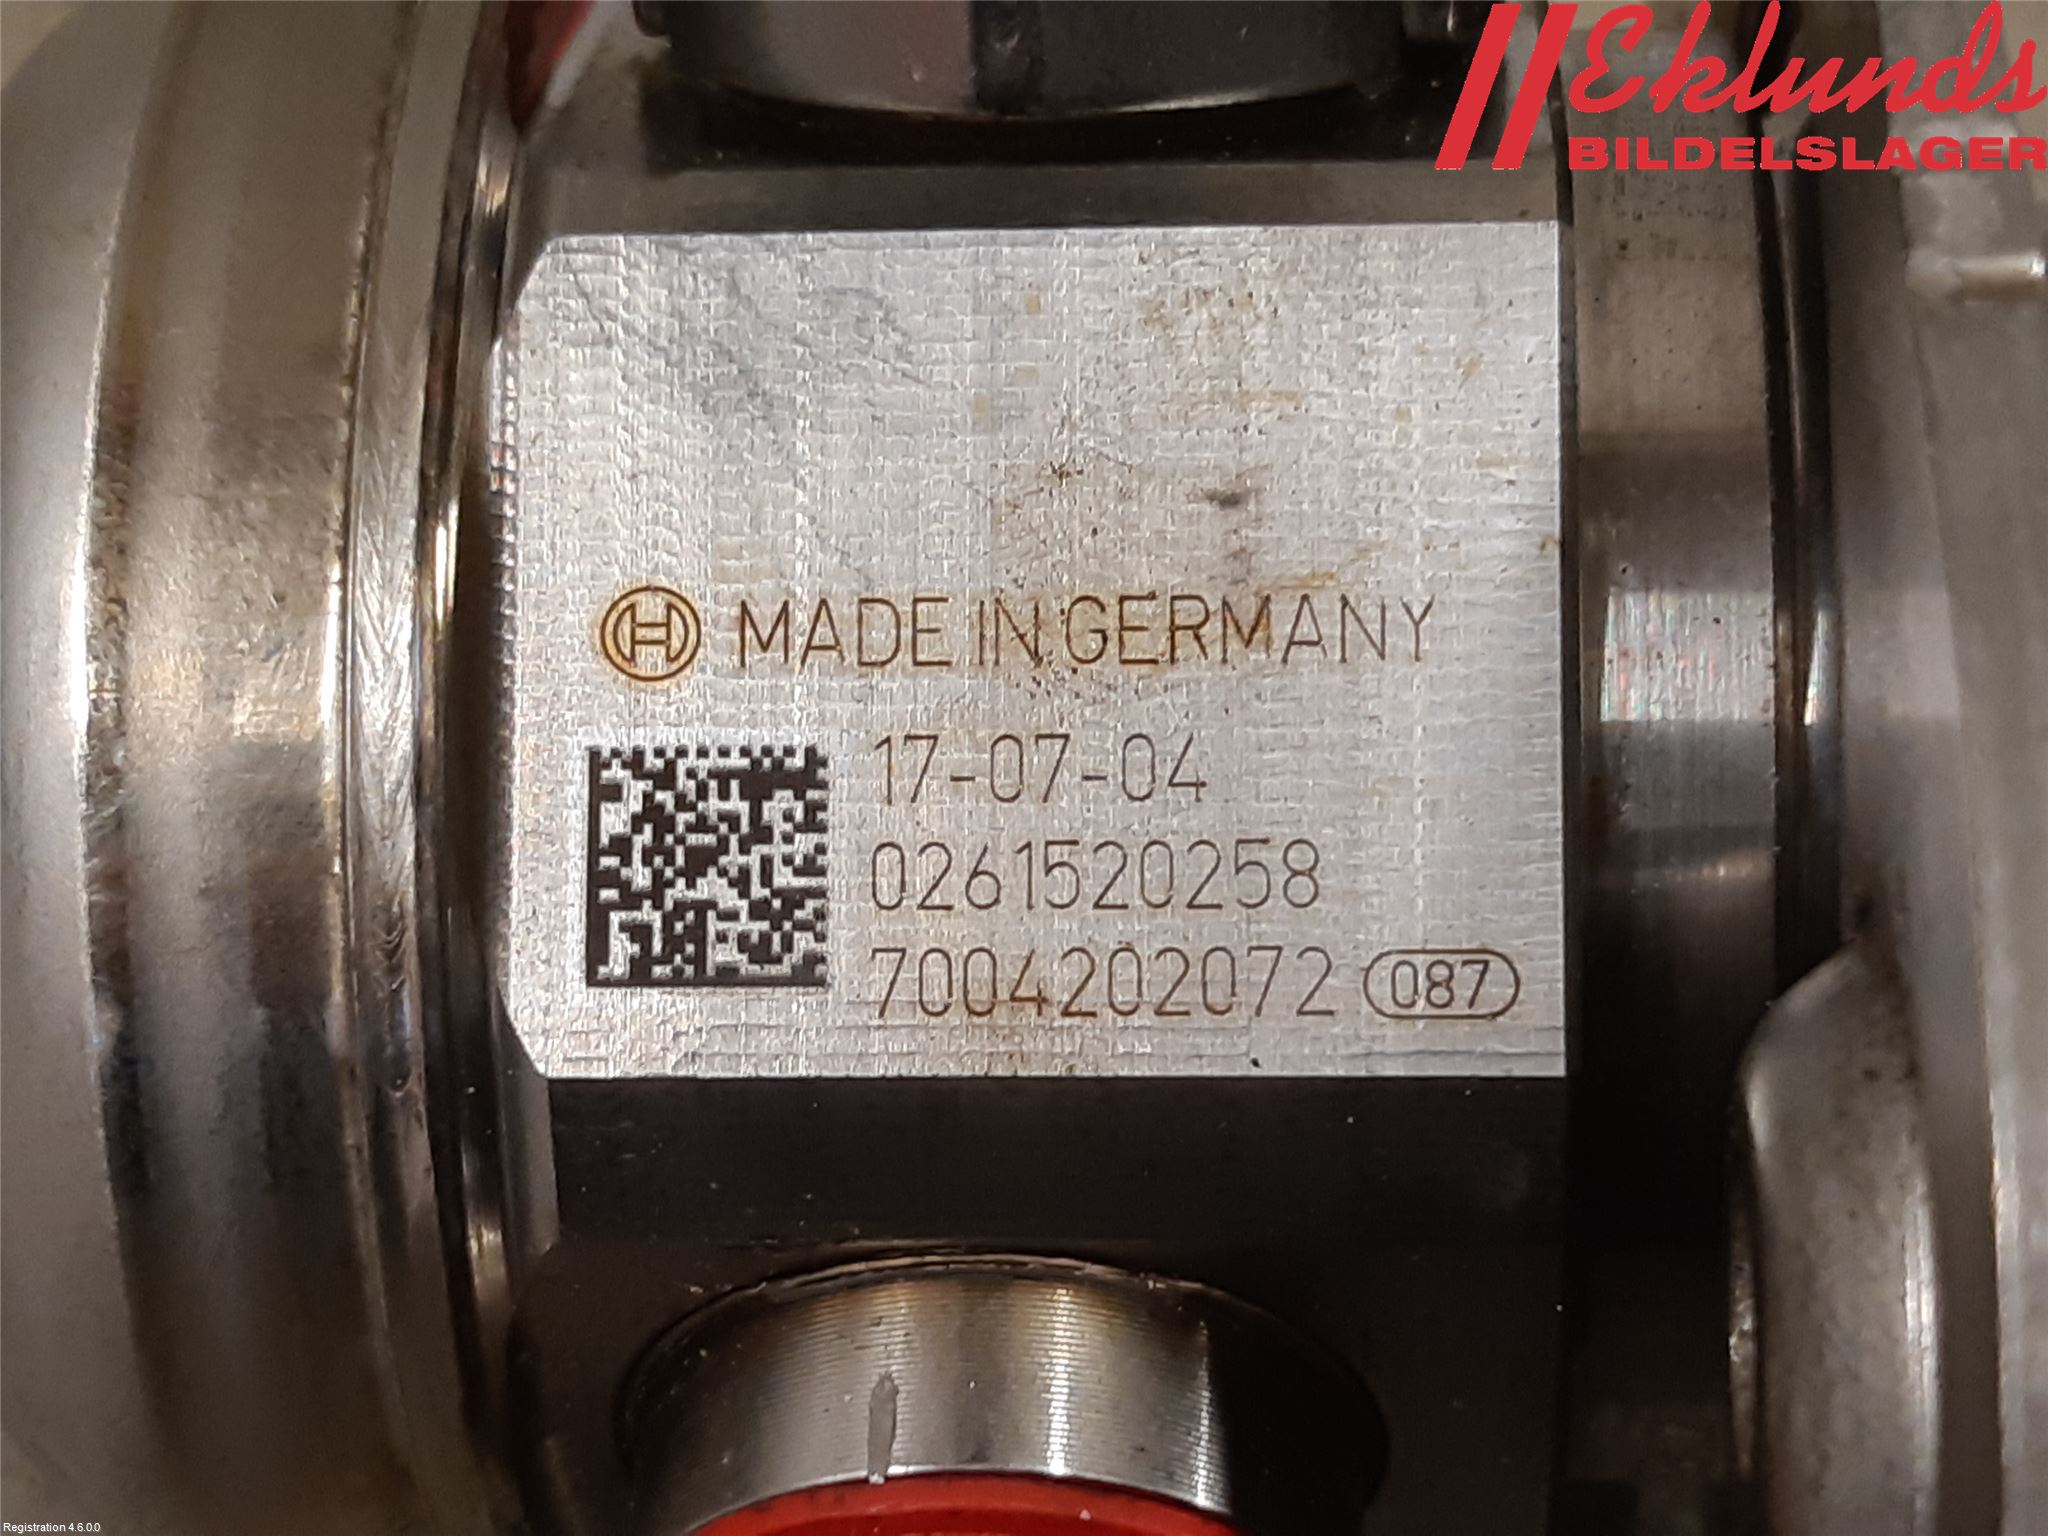 Eklunds
BILDELSLAGER
MADE IN GERMANY
17-07-04
0261520258
7004202072 087
Registration 4.6.0.0